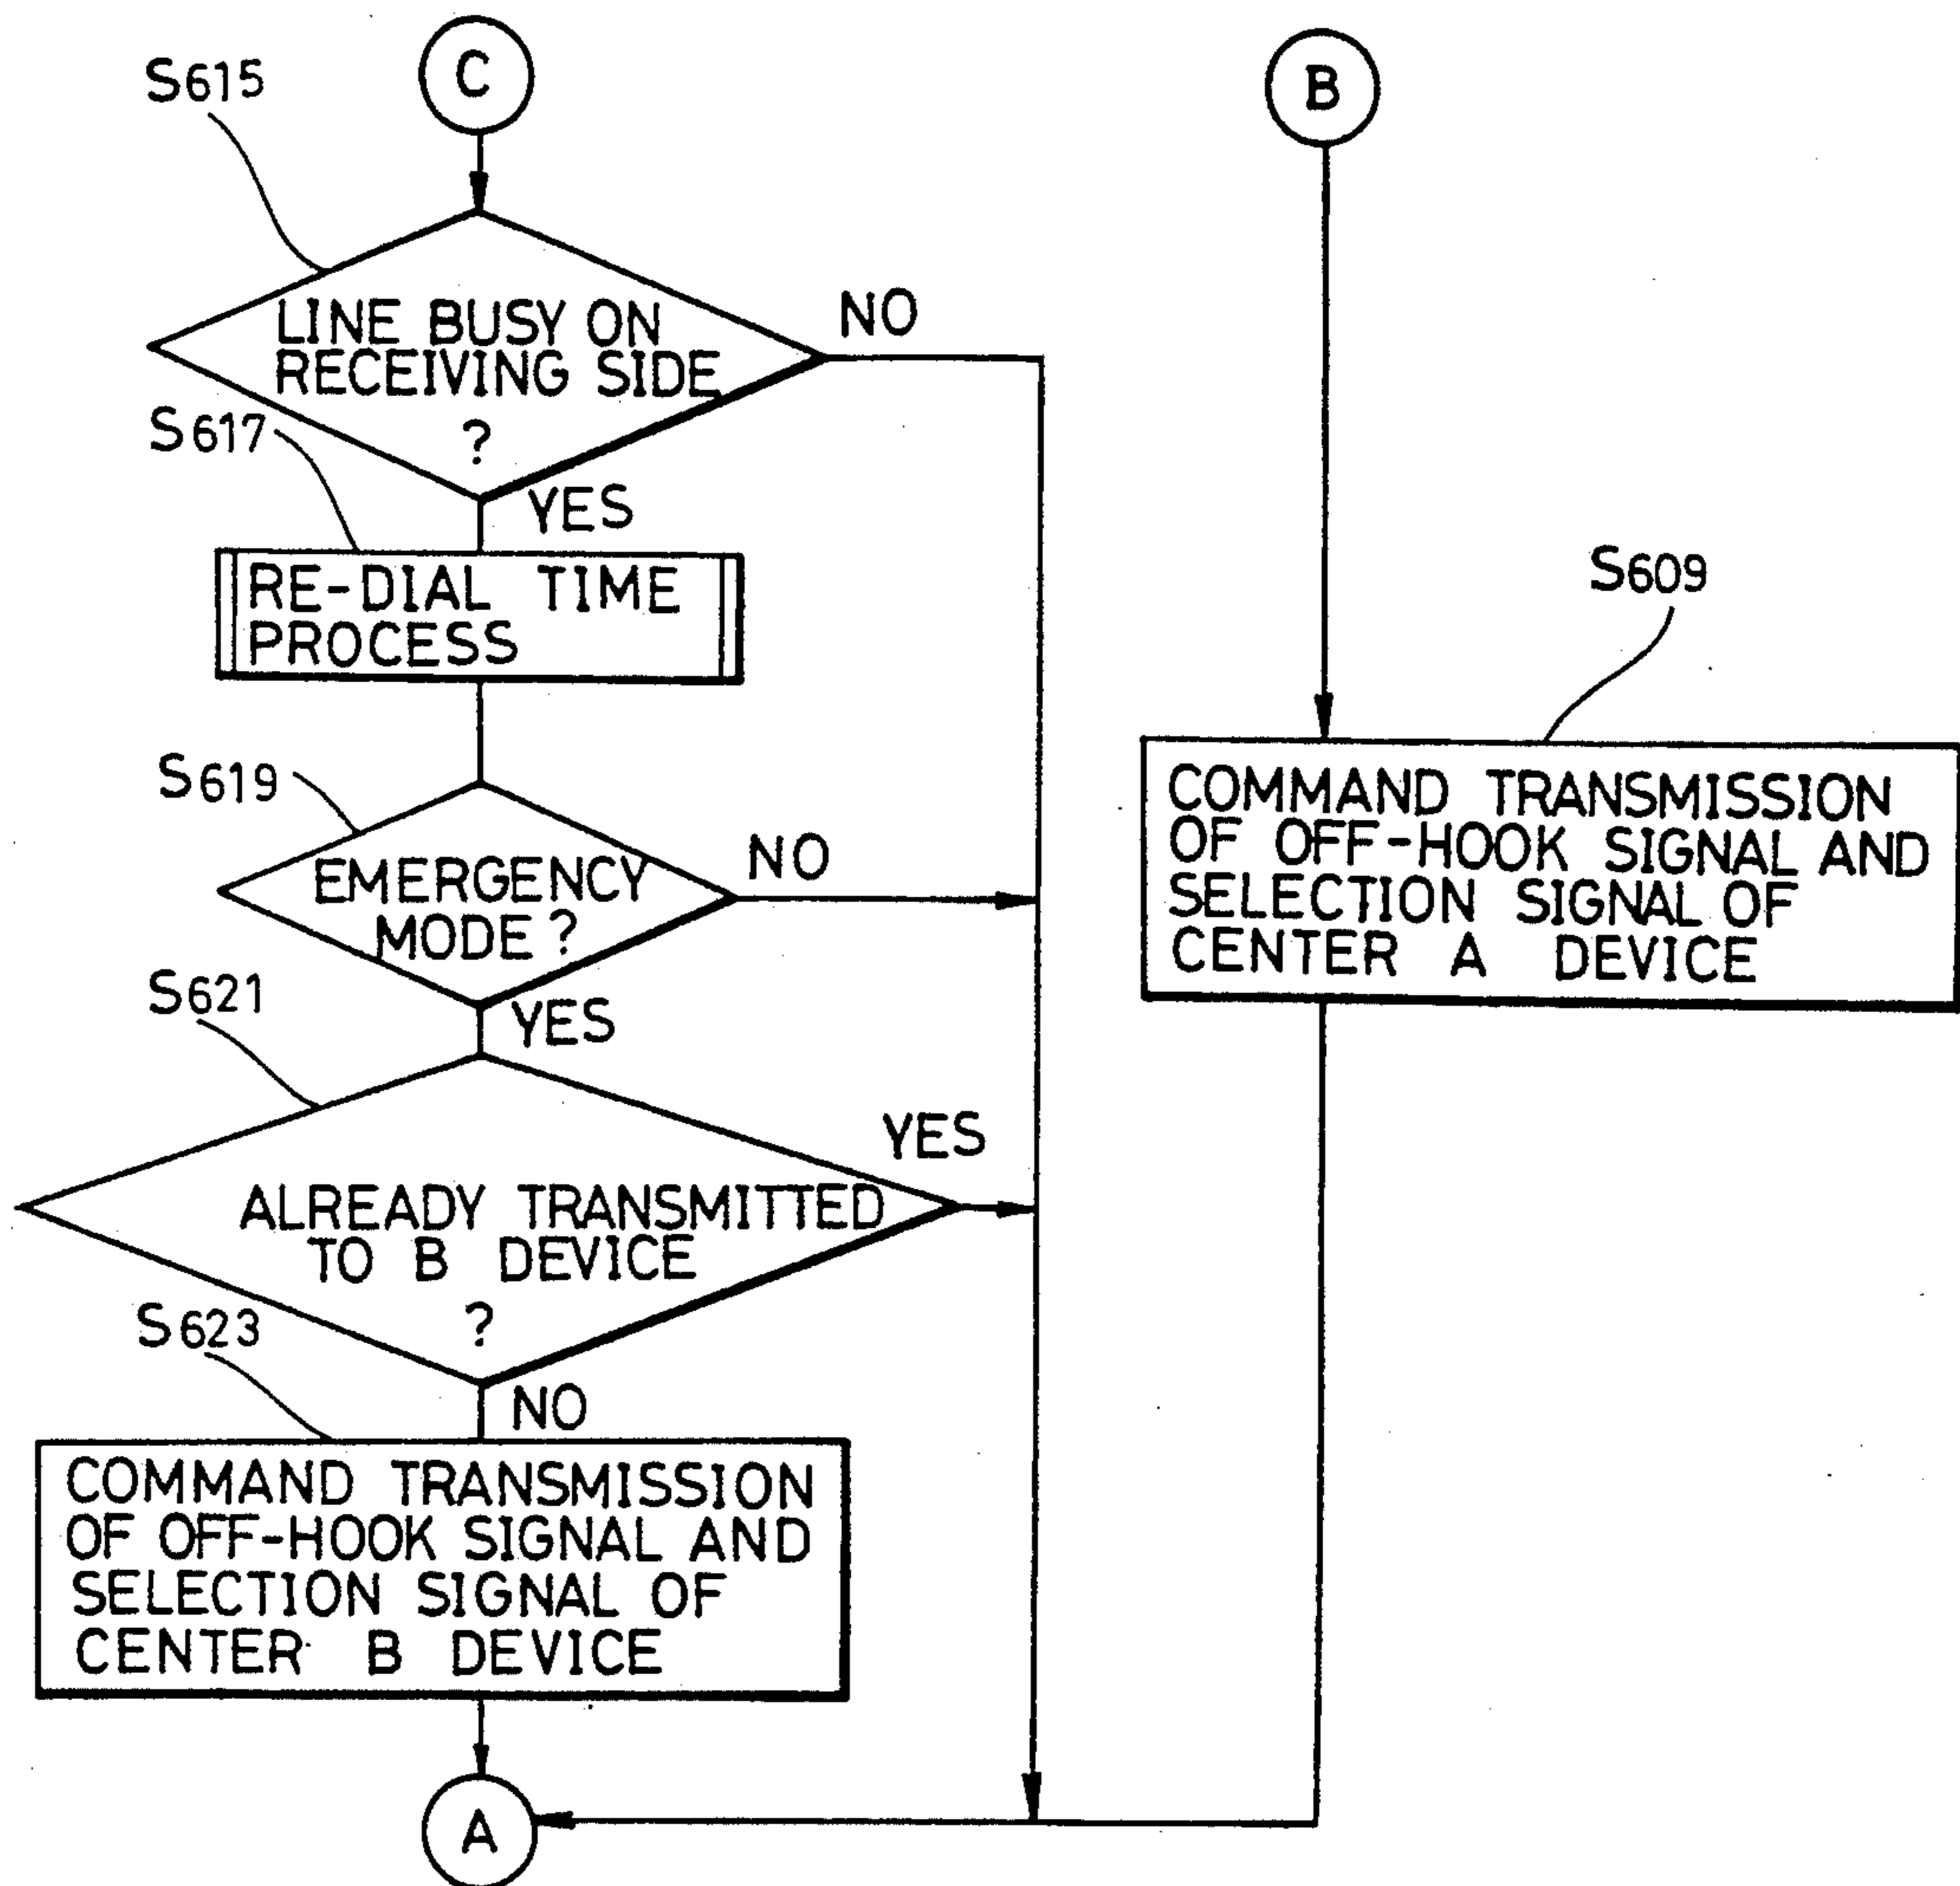 C
S615
LINE BUSY ON
RECEIVING SIDE
?
NO
YES
S617
RE-DIAL TIME
PROCESS
S619
EMERGENCY
MODE ?
NO
YES
S621
ALREADY TRANSMITTED
TO B DEVICE
?
YES
NO
S623
COMMAND TRANSMISSION
OF OFF-HOOK SIGNAL AND
SELECTION SIGNAL OF
CENTER B DEVICE
A
B
S609
COMMAND TRANSMISSION
OF OFF-HOOK SIGNAL AND
SELECTION SIGNAL OF
CENTER A DEVICE